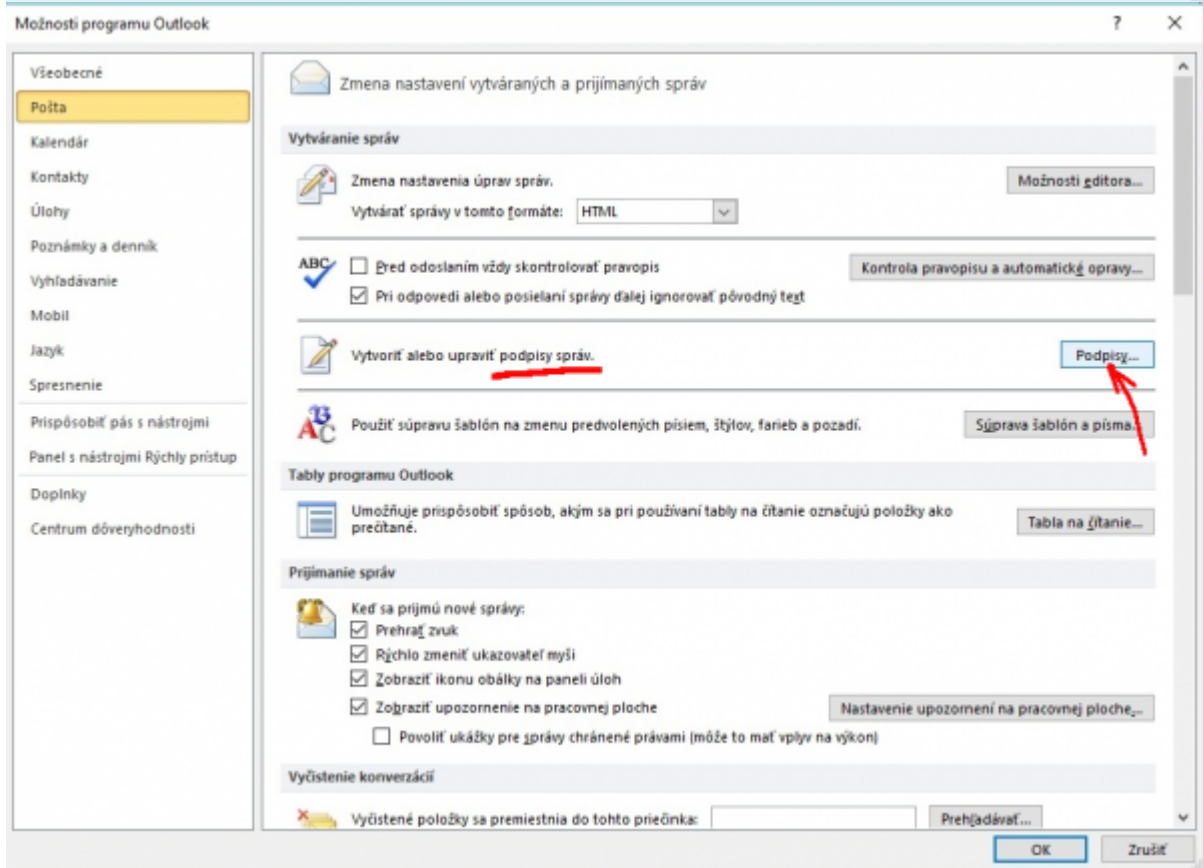 Možnosti programu Outlook
Všeobecné
Pošta
Kalendár
Kontakty
Úlohy
Poznámky a denník
Vyhľadávanie
Mobil
Jazyk
Spresnenie
Prispôsobiť pás s nástrojmi
Panel s nástrojmi Rýchly prístup
Doplnky
Centrum dôveryhodnosti
Zmena nastavení vytváraných a prijímaných správ
Vytváranie správ
Zmena nastavenia úprav správ.
Možnosti editora...
Vytvárať správy v tomto formáte: HTML
ABC
Pred odoslaním vždy skontrolovať pravopis
Kontrola pravopisu a automatické opravy...
Pri odpovedi alebo posielaní správy ďalej ignorovať pôvodný text
Vytvoriť alebo upraviť podpisy správ.
Podpisy...
Použiť súpravu šablón na zmenu predvolených písiem, štýlov, farieb a pozadí.
Súprava šablón a písma...
Tably programu Outlook
Umožňuje prispôsobiť spôsob, akým sa pri používaní tably na čítanie označujú položky ako
prečítané.
Tabla na čítanie...
Prijímanie správ
Keď sa prijmú nové správy:
Prehrať zvuk
Rýchlo zmeniť ukazovateľ myši
Zobraziť ikonu obálky na paneli úloh
Zobraziť upozornenie na pracovnej ploche
Nastavenie upozornení na pracovnej ploche...
Povoliť ukážky pre správy chránené právami (môže to mať vplyv na výkon)
Vyčistenie konverzácií
Vyčistené položky sa premiestnia do tohto priečinka:
Prehľadávať...
OK
Zrušiť